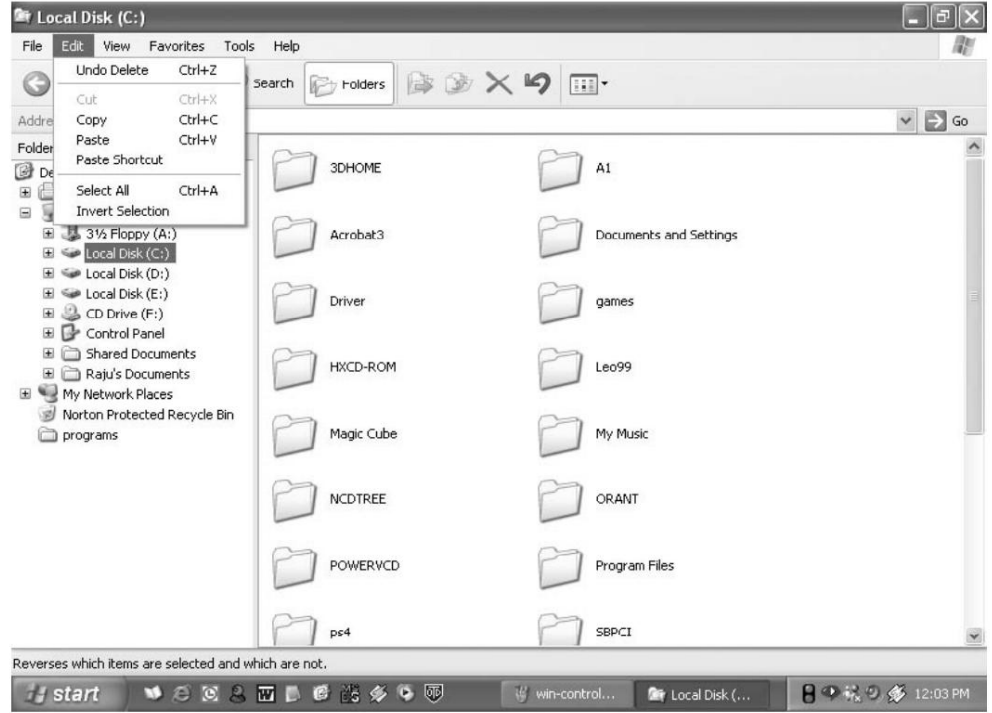 Local Disk (C:)
File Edit View Favorites Tools Help
Undo Delete Ctrl+Z
Cut Ctrl+X
Copy Ctrl+C
Paste Ctrl+V
Paste Shortcut
Select All Ctrl+A
Invert Selection
Search Folders
Addre
Go
Folder
De
3½ Floppy (A:)
Local Disk (C:)
Local Disk (D:)
Local Disk (E:)
CD Drive (F:)
Control Panel
Shared Documents
Raju's Documents
My Network Places
Norton Protected Recycle Bin
programs
3DHOME A1
Acrobat3 Documents and Settings
Driver games
HXCD-ROM Leo99
Magic Cube My Music
NCDTREE ORANT
POWERVCD Program Files
ps4 SBPCI
Reverses which items are selected and which are not.
start win-control... Local Disk (... 12:03 PM